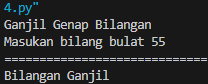 4.py"
Ganjil Genap Bilangan
Masukan bilang bulat 55
==============================
Bilangan Ganjil